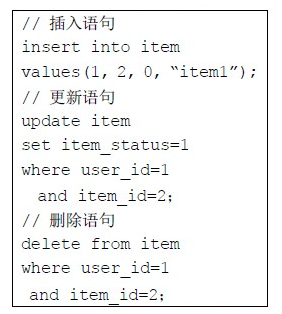 // 插入语句
insert into item
values(1, 2, 0, “item1”);
// 更新语句
update item
set item_status=1
where user_id=1
and item_id=2;
// 删除语句
delete from item
where user_id=1
and item_id=2;